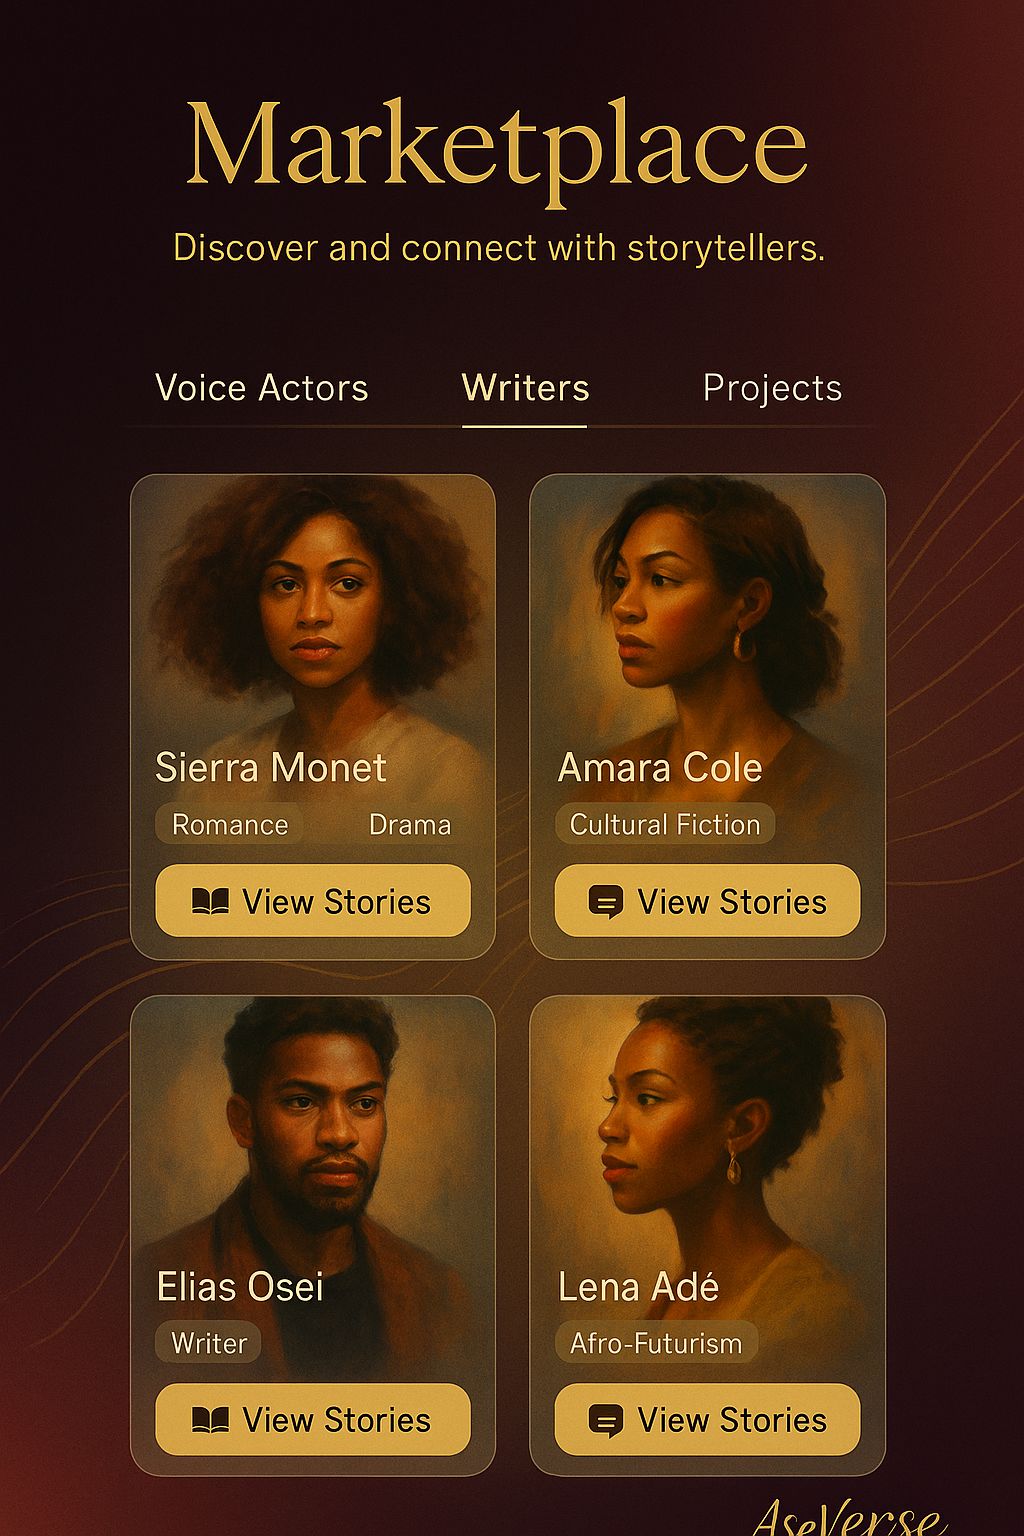 Marketplace
Discover and connect with storytellers.
Voice Actors Writers Projects
Sierra Monet
Romance Drama
View Stories
Amara Cole
Cultural Fiction
View Stories
Elias Osei
Writer
View Stories
Lena Adé
Afro-Futurism
View Stories
AseVerse